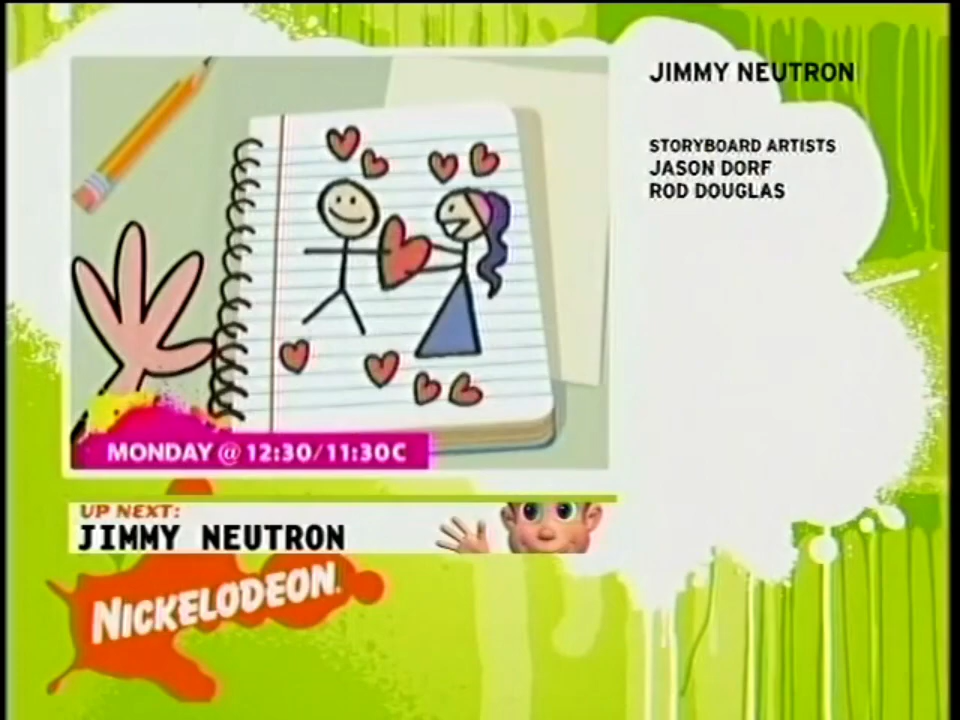 JIMMY NEUTRON
STORYBOARD ARTISTS
JASON DORF
ROD DOUGLAS
MONDAY @ 12:30/11:30C
UP NEXT:
JIMMY NEUTRON
NICKELODEON